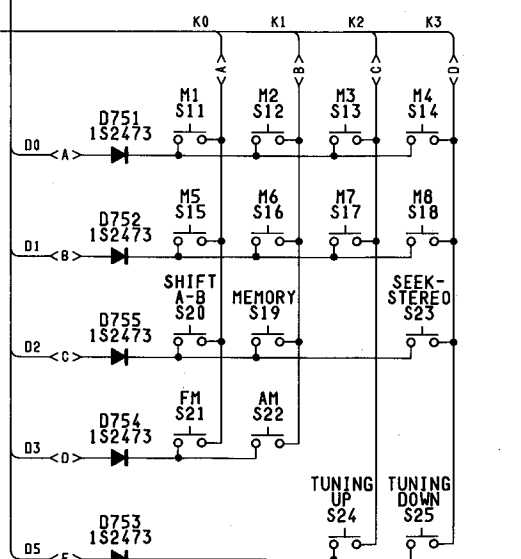 K0 K1 K2 K3
<A> <B> <C> <D>
M1 M2 M3 M4
S11 S12 S13 S14
D751
1S2473
D0 <A>
M5 M6 M7 M8
S15 S16 S17 S18
D752
1S2473
D1 <B>
SHIFT SEEK-
A-B MEMORY STEREO
S20 S19 S23
D755
1S2473
D2 <C>
FM AM
S21 S22
D754
1S2473
D3 <D>
TUNING TUNING
UP DOWN
S24 S25
D753
1S2473
D5